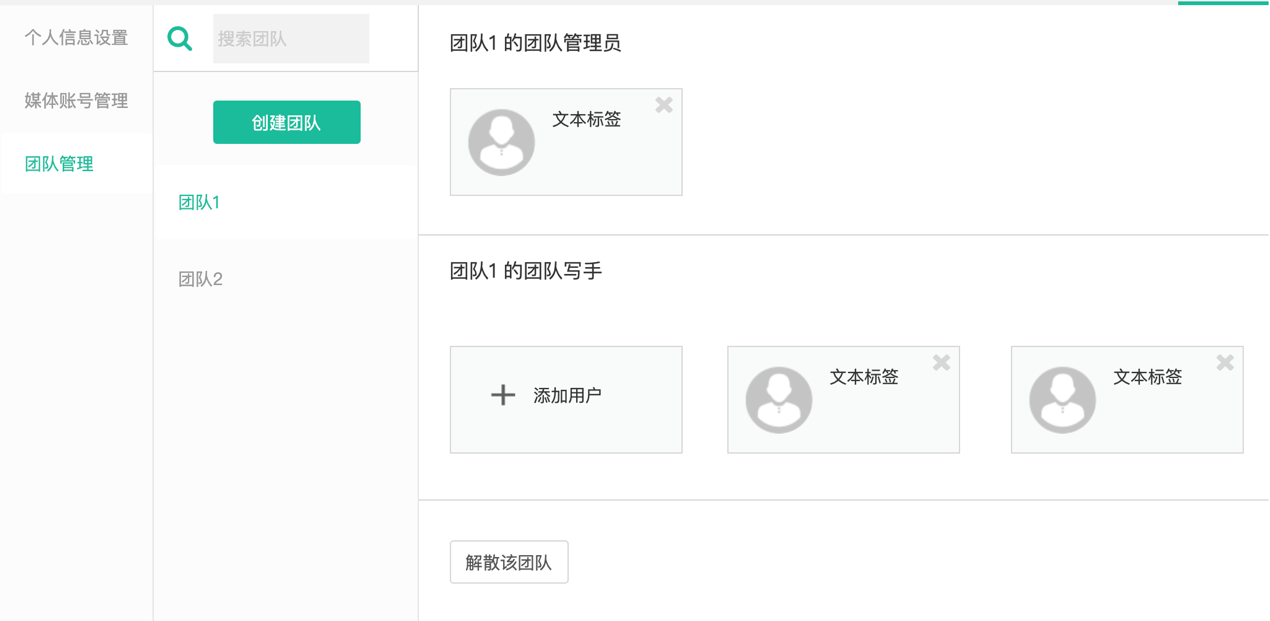 个人信息设置
媒体账号管理
团队管理
搜索团队
创建团队
团队1
团队2
团队1 的团队管理员
文本标签
团队1 的团队写手
添加用户
文本标签
文本标签
解散该团队